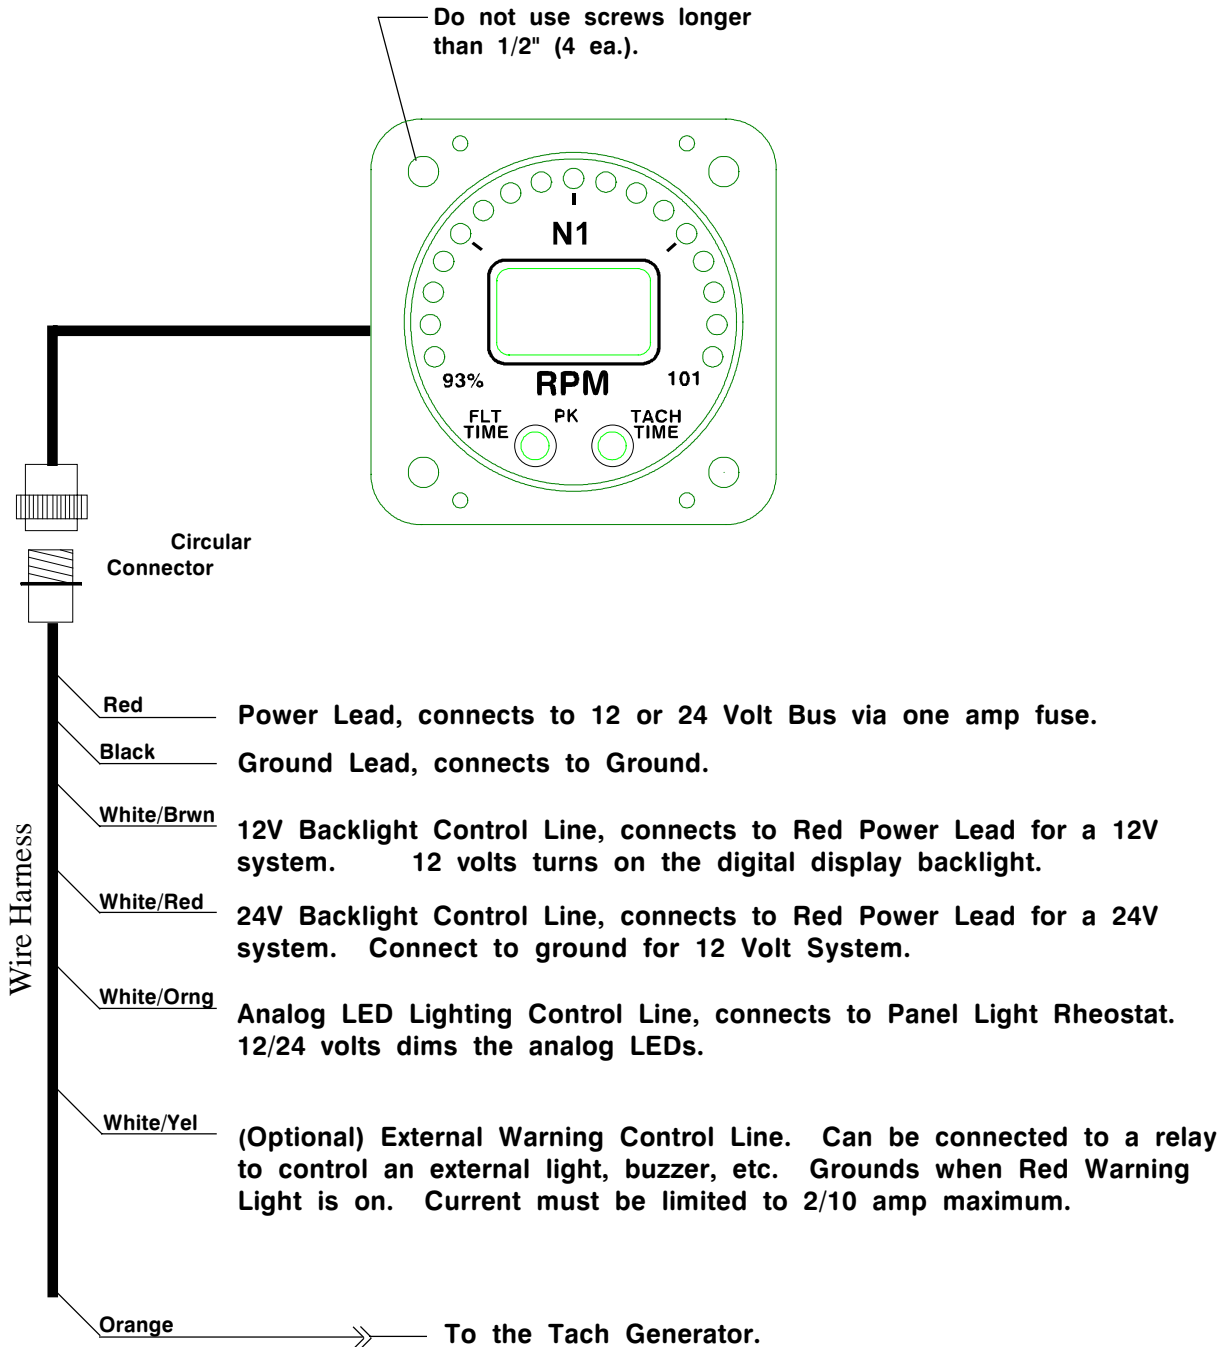 Do not use screws longer
than 1/2" (4 ea.).
N1
93%
RPM
101
FLT
TIME
PK
TACH
TIME
Circular
Connector
Wire Harness
Red
Power Lead, connects to 12 or 24 Volt Bus via one amp fuse.
Black
Ground Lead, connects to Ground.
White/Brwn
12V Backlight Control Line, connects to Red Power Lead for a 12V
system. 12 volts turns on the digital display backlight.
White/Red
24V Backlight Control Line, connects to Red Power Lead for a 24V
system. Connect to ground for 12 Volt System.
White/Orng
Analog LED Lighting Control Line, connects to Panel Light Rheostat.
12/24 volts dims the analog LEDs.
White/Yel
(Optional) External Warning Control Line. Can be connected to a relay
to control an external light, buzzer, etc. Grounds when Red Warning
Light is on. Current must be limited to 2/10 amp maximum.
Orange
To the Tach Generator.